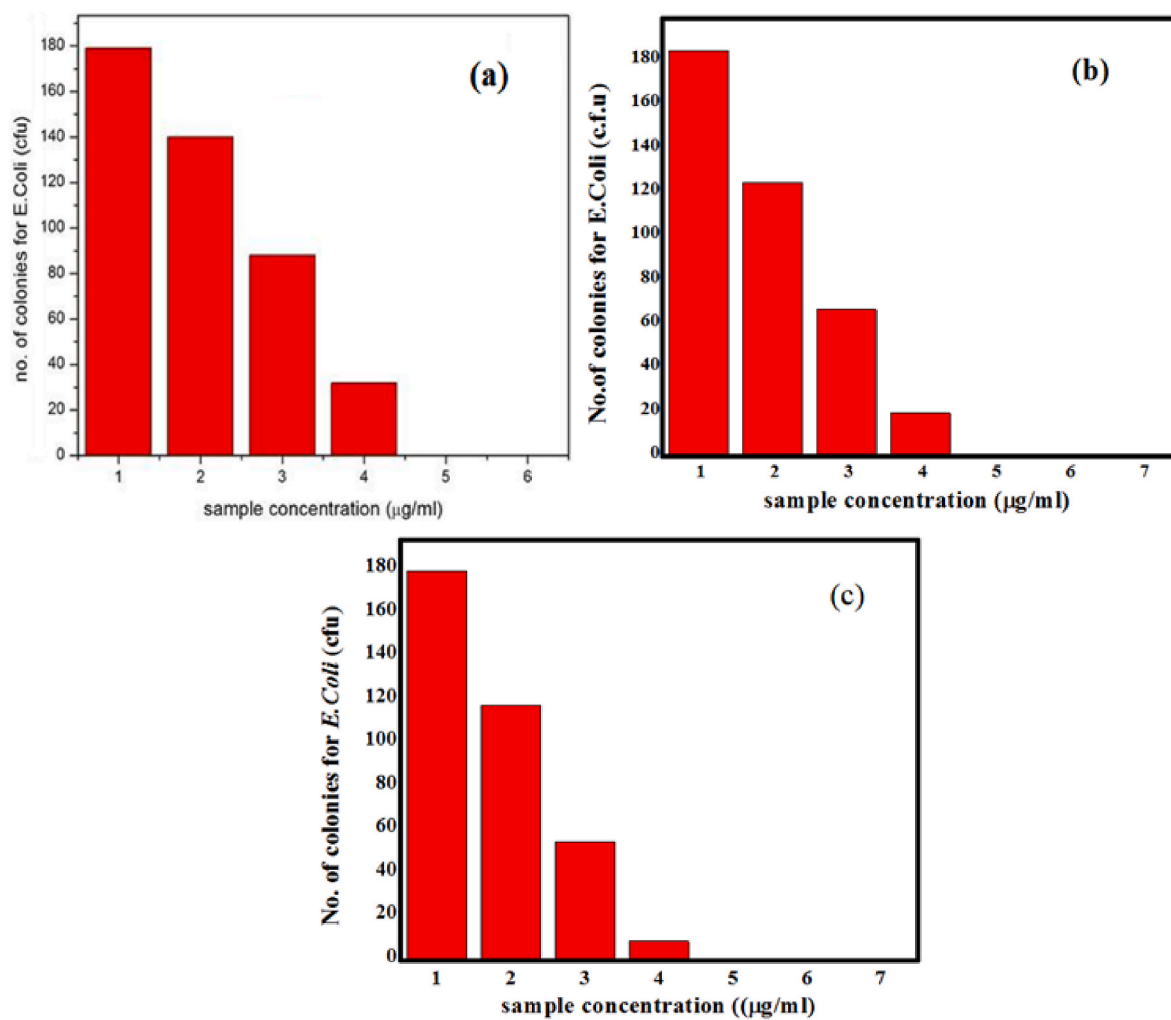 (a)
no. of colonies for E.Coli (cfu)
180
160
140
120
100
80
60
40
20
0
1 2 3 4 5 6
sample concentration (μg/ml)
(b)
No.of colonies for E.Coli (c.f.u)
180
160
140
120
100
80
60
40
20
0
1 2 3 4 5 6 7
sample concentration (μg/ml)
(c)
No. of colonies for E.Coli (cfu)
180
160
140
120
100
80
60
40
20
0
1 2 3 4 5 6 7
sample concentration ((μg/ml)